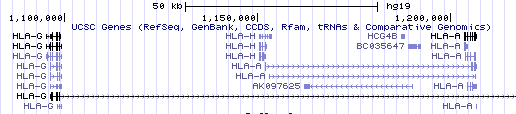 50 kb hg19
1,100,000 1,150,000 1,200,000
UCSC Genes (RefSeq, GenBank, CCDS, Rfam, tRNAs & Comparative Genomics)
HLA-G HLA-H HCG4B HLA-A
HLA-G HLA-H BC035647 HLA-A
HLA-G HLA-H HLA-A
HLA-G HLA-A
HLA-G HLA-A
HLA-G AK097625 HLA-A
HLA-G
HLA-G HLA-A